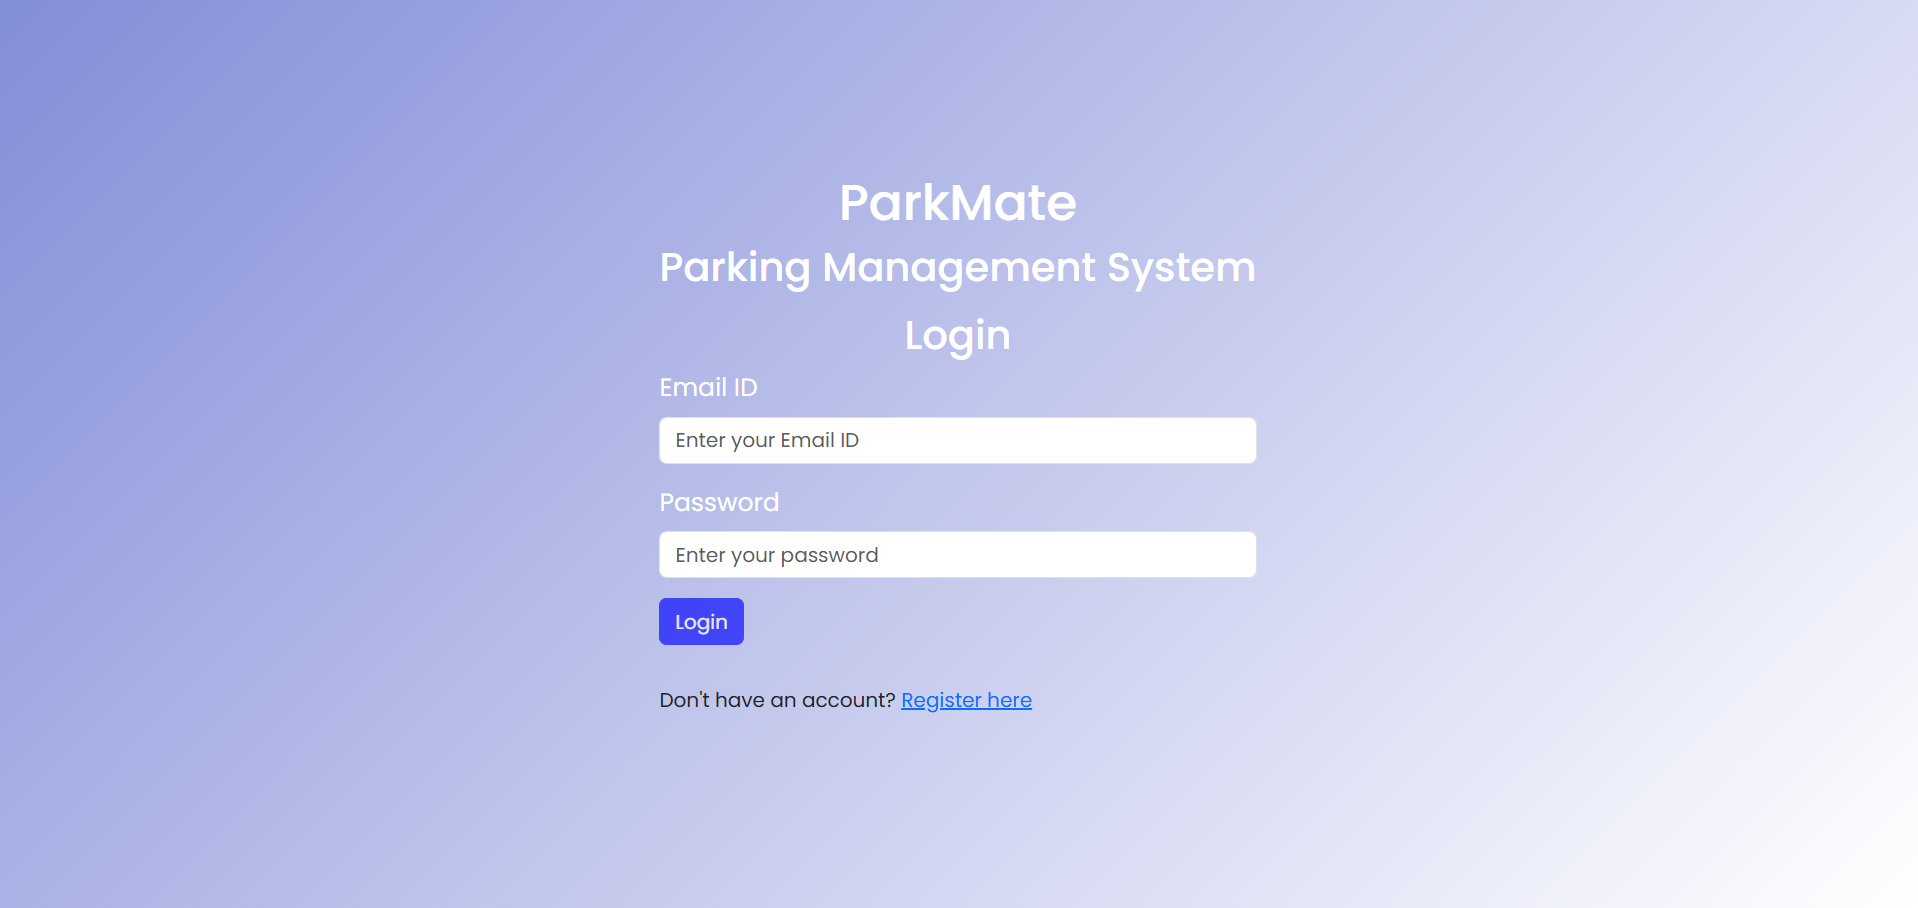 ParkMate
Parking Management System
Login
Email ID
Enter your Email ID
Password
Enter your password
Login
Don't have an account? Register here